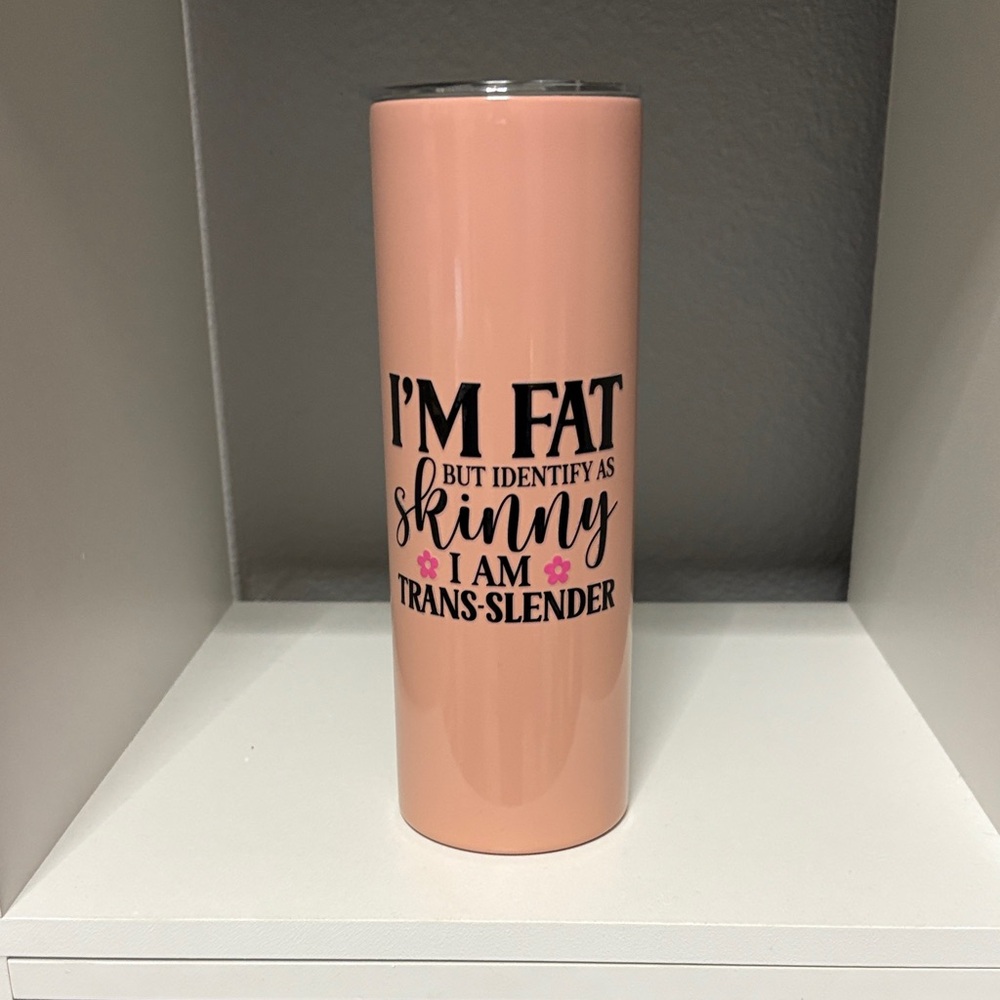 I'M FAT
BUT IDENTIFY AS
skinny
I AM
TRANS-SLENDER